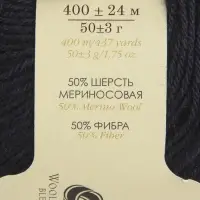 400 ± 24 м
50±3 г
400 m/437 yards
50±3 g/1,75 oz.
50% ШЕРСТЬ
МЕРИНОСОВАЯ
50% Merino Wool
50% ФИБРА
50% Fiber
WOOL